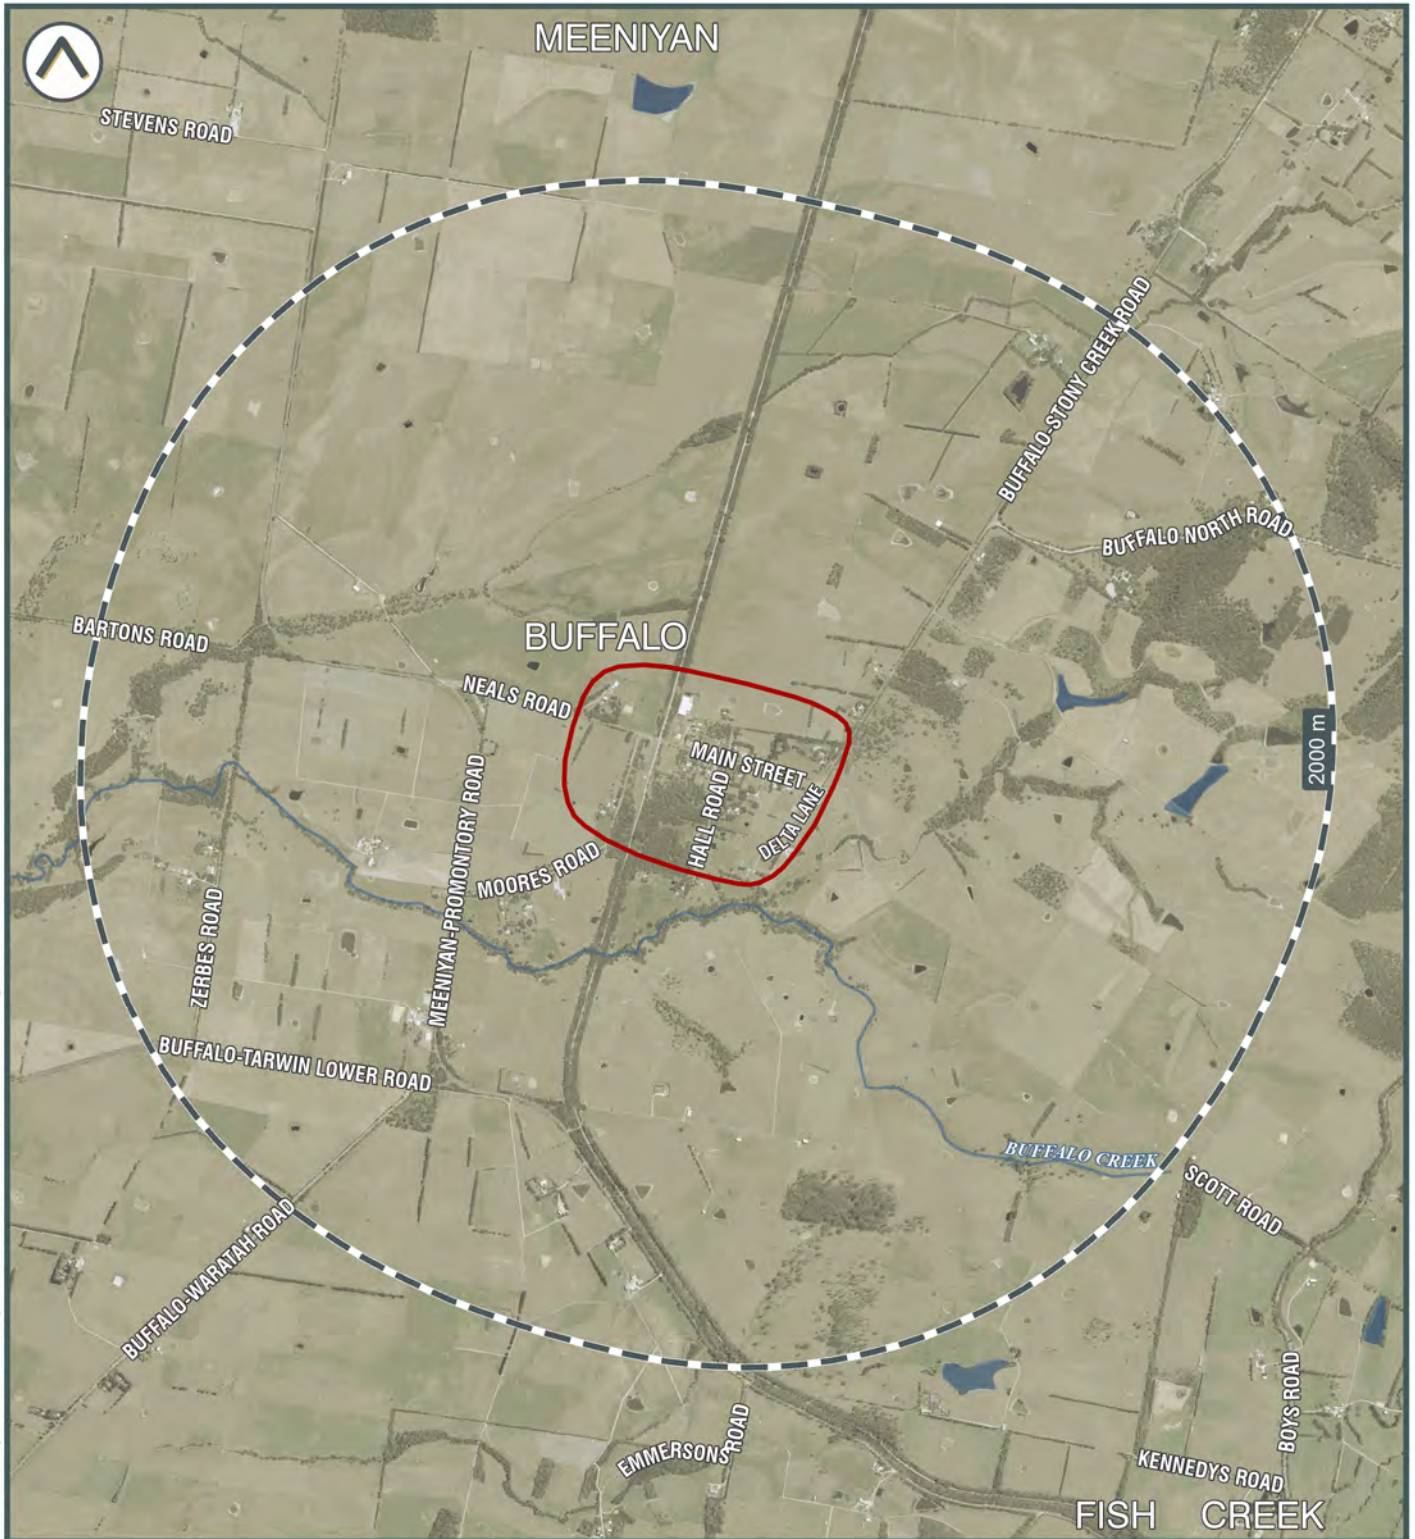 MEENIYAN
STEVENS ROAD
BUFFALO-STONY CREEK ROAD
BUFFALO NORTH ROAD
BARTONS ROAD
BUFFALO
NEALS ROAD
MAIN STREET
HALL ROAD
DELTA LANE
2000 m
MEENIYAN-PROMONTORY ROAD
MOORES ROAD
ZERBES ROAD
BUFFALO-TARWIN LOWER ROAD
BUFFALO CREEK
SCOTT ROAD
BUFFALO-WARATAH ROAD
BOYS ROAD
EMMERSONS ROAD
KENNEDYS ROAD
FISH CREEK